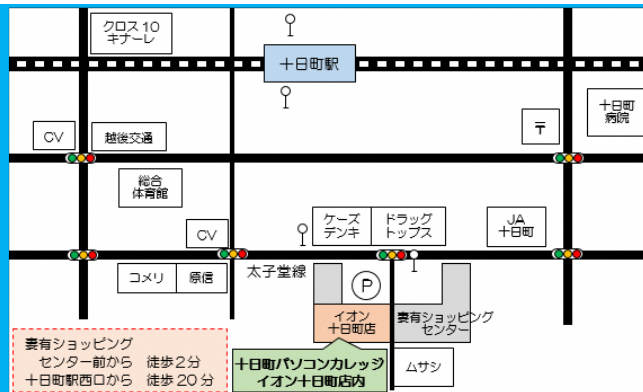 クロス10
キナーレ
十日町駅
十日町
病院
〒
CV
越後交通
総合
体育館
CV
ケーズ
デンキ
ドラッグ
トップス
JA
十日町
コメリ
原信
太子堂線
P
イオン
十日町店
妻有ショッピング
センター
妻有ショッピング
センター前から 徒歩2分
十日町駅西口から 徒歩20分
十日町パソコンカレッジ
イオン十日町店内
ムサシ